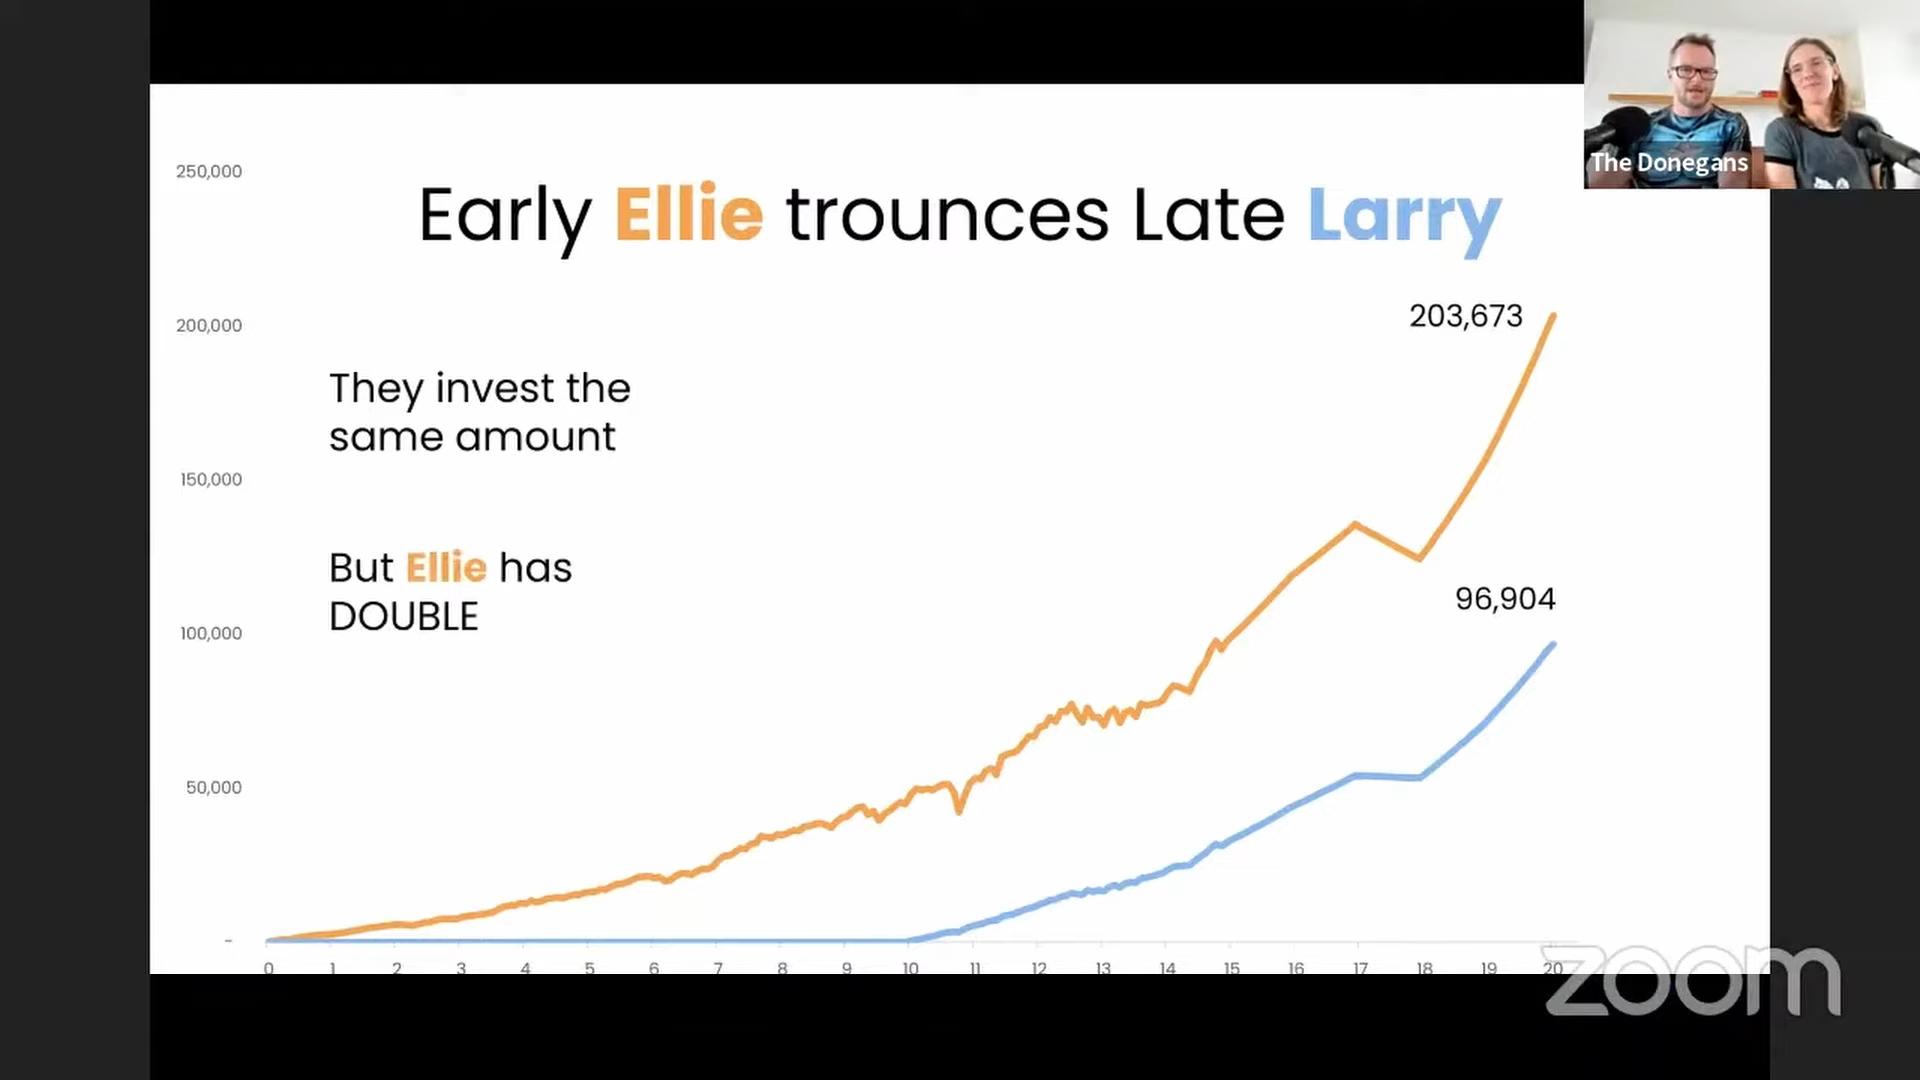 The Donegans
250,000
Early Ellie trounces Late Larry
203,673
200,000
They invest the
same amount
150,000
But Ellie has
DOUBLE
96,904
100,000
50,000
-
0 1 2 3 4 5 6 7 8 9 10 11 12 13 14 15 16 17 18 19 20
zoom